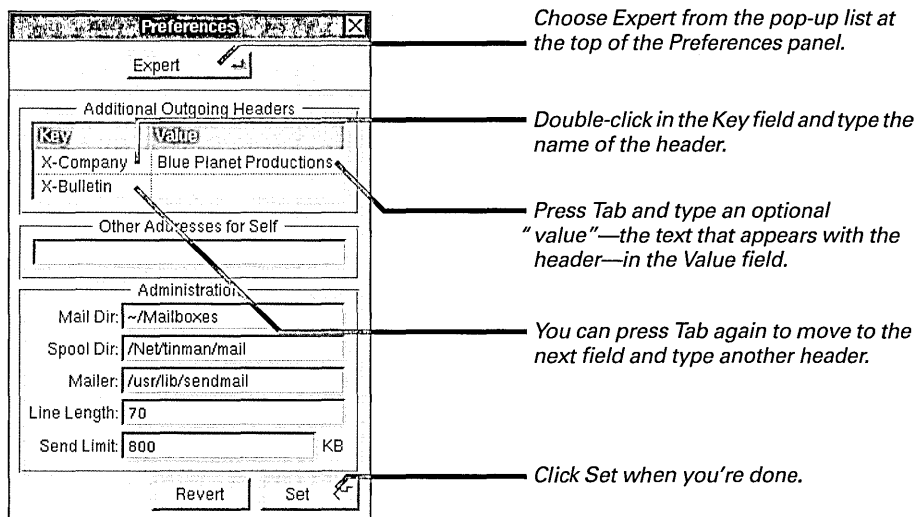 Preferences
Expert
Additional Outgoing Headers
Key Value
X-Company Blue Planet Productions
X-Bulletin
Other Addresses for Self
Administration
Mail Dir: ~/Mailboxes
Spool Dir: /Net/tinman/mail
Mailer: /usr/lib/sendmail
Line Length: 70
Send Limit: 800 KB
Revert Set
Choose Expert from the pop-up list at
the top of the Preferences panel.
Double-click in the Key field and type the
name of the header.
Press Tab and type an optional
"value"—the text that appears with the
header—in the Value field.
You can press Tab again to move to the
next field and type another header.
Click Set when you're done.